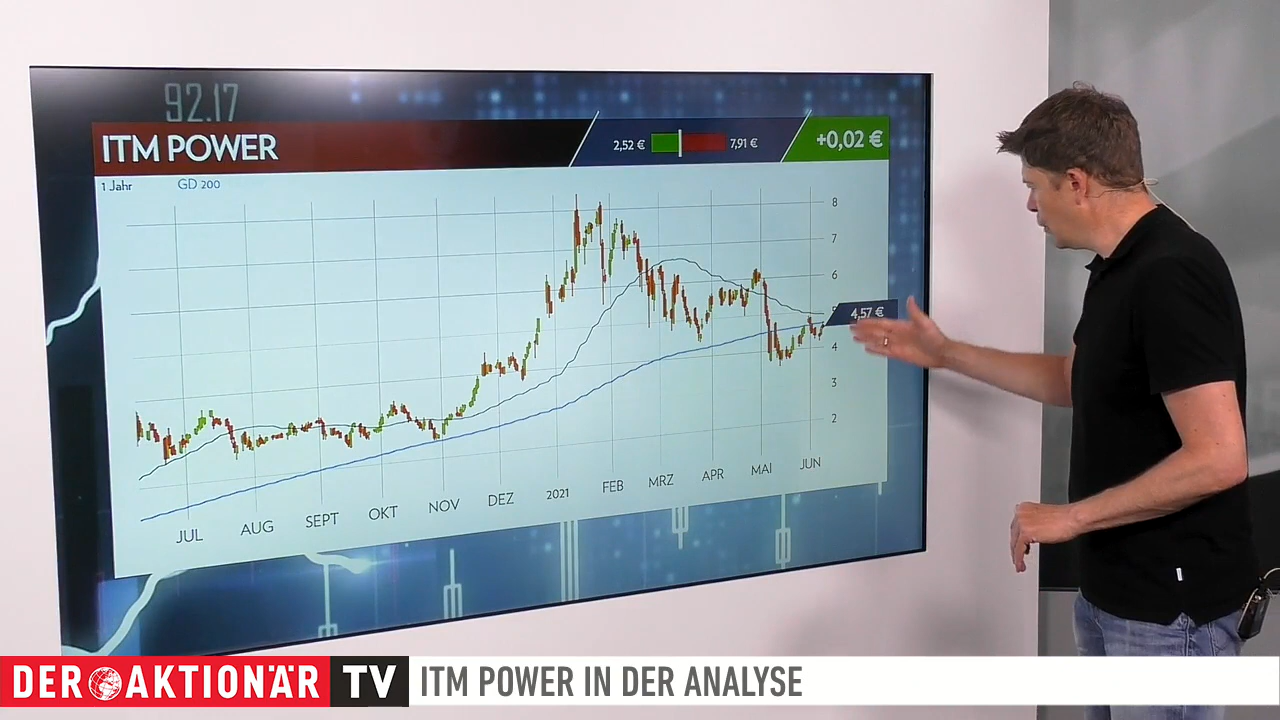 92.17
ITM POWER
2,52 €
7,91 €
+0,02 €
1 Jahr
GD 200
8
7
6
4,57 €
4
3
2
JUL AUG SEPT OKT NOV DEZ 2021 FEB MRZ APR MAI JUN
DER AKTIONÄR TV
ITM POWER IN DER ANALYSE